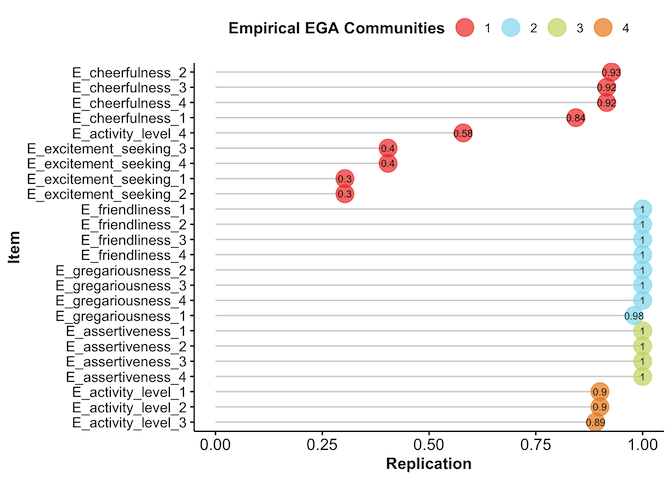 Empirical EGA Communities 1 2 3 4
E_cheerfulness_2 0.93
E_cheerfulness_3 0.92
E_cheerfulness_4 0.92
E_cheerfulness_1 0.84
E_activity_level_4 0.58
E_excitement_seeking_3 0.4
E_excitement_seeking_4 0.4
E_excitement_seeking_1 0.3
E_excitement_seeking_2 0.3
E_friendliness_1 1
E_friendliness_2 1
E_friendliness_3 1
E_friendliness_4 1
E_gregariousness_2 1
E_gregariousness_3 1
E_gregariousness_4 1
E_gregariousness_1 0.98
E_assertiveness_1 1
E_assertiveness_2 1
E_assertiveness_3 1
E_assertiveness_4 1
E_activity_level_1 0.9
E_activity_level_2 0.9
E_activity_level_3 0.89
Item
0.00 0.25 0.50 0.75 1.00
Replication